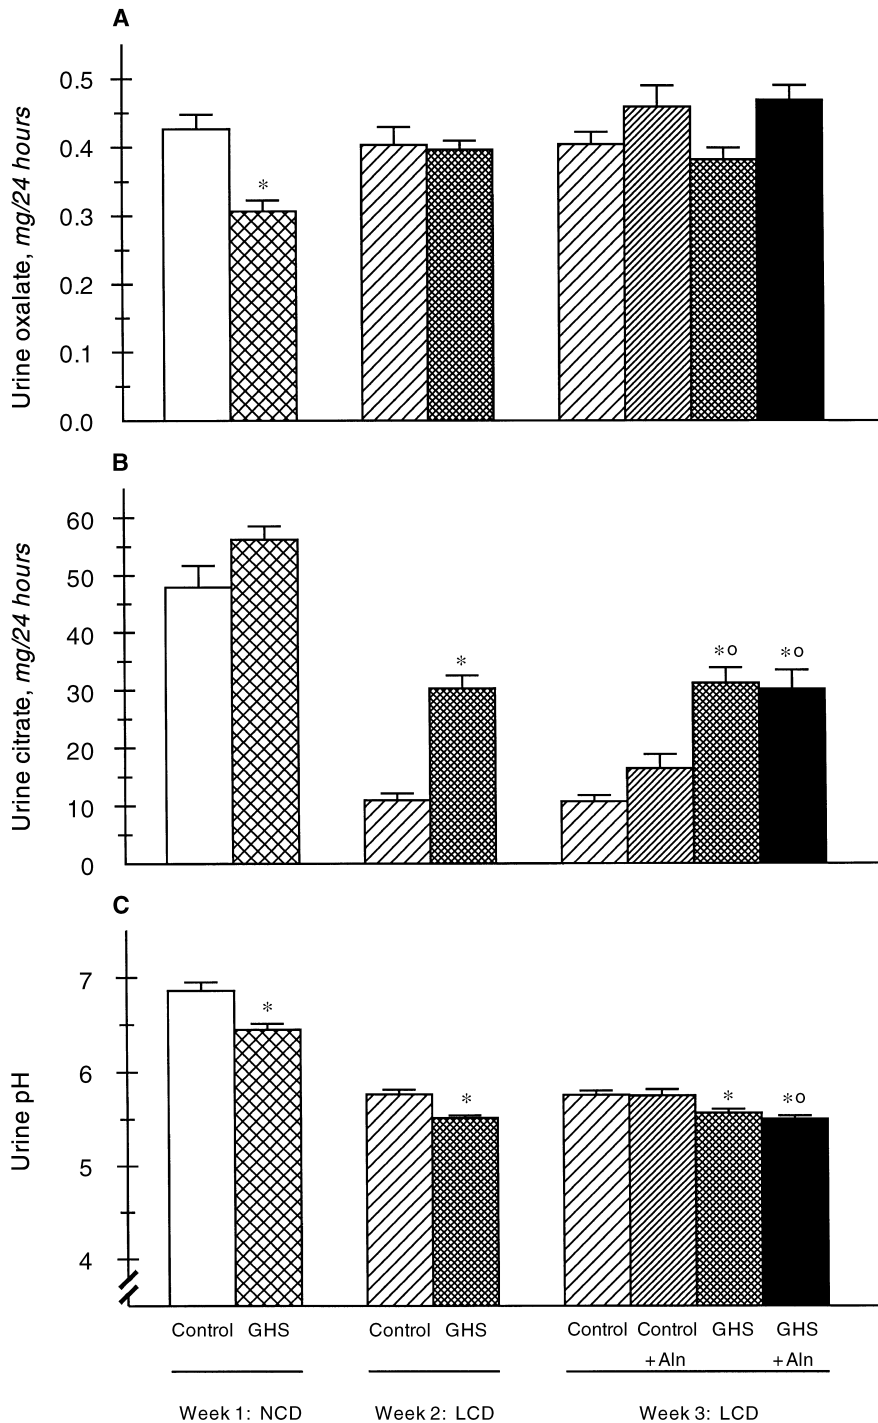 A
Urine oxalate, mg/24 hours
0.5
0.4
0.3
0.2
0.1
0.0
*
B
Urine citrate, mg/24 hours
60
50
40
30
20
10
0
*
*o
*o
C
Urine pH
7
6
5
4
*
*
*
*o
Control GHS Control GHS Control Control GHS GHS
+Aln +Aln
Week 1: NCD Week 2: LCD Week 3: LCD